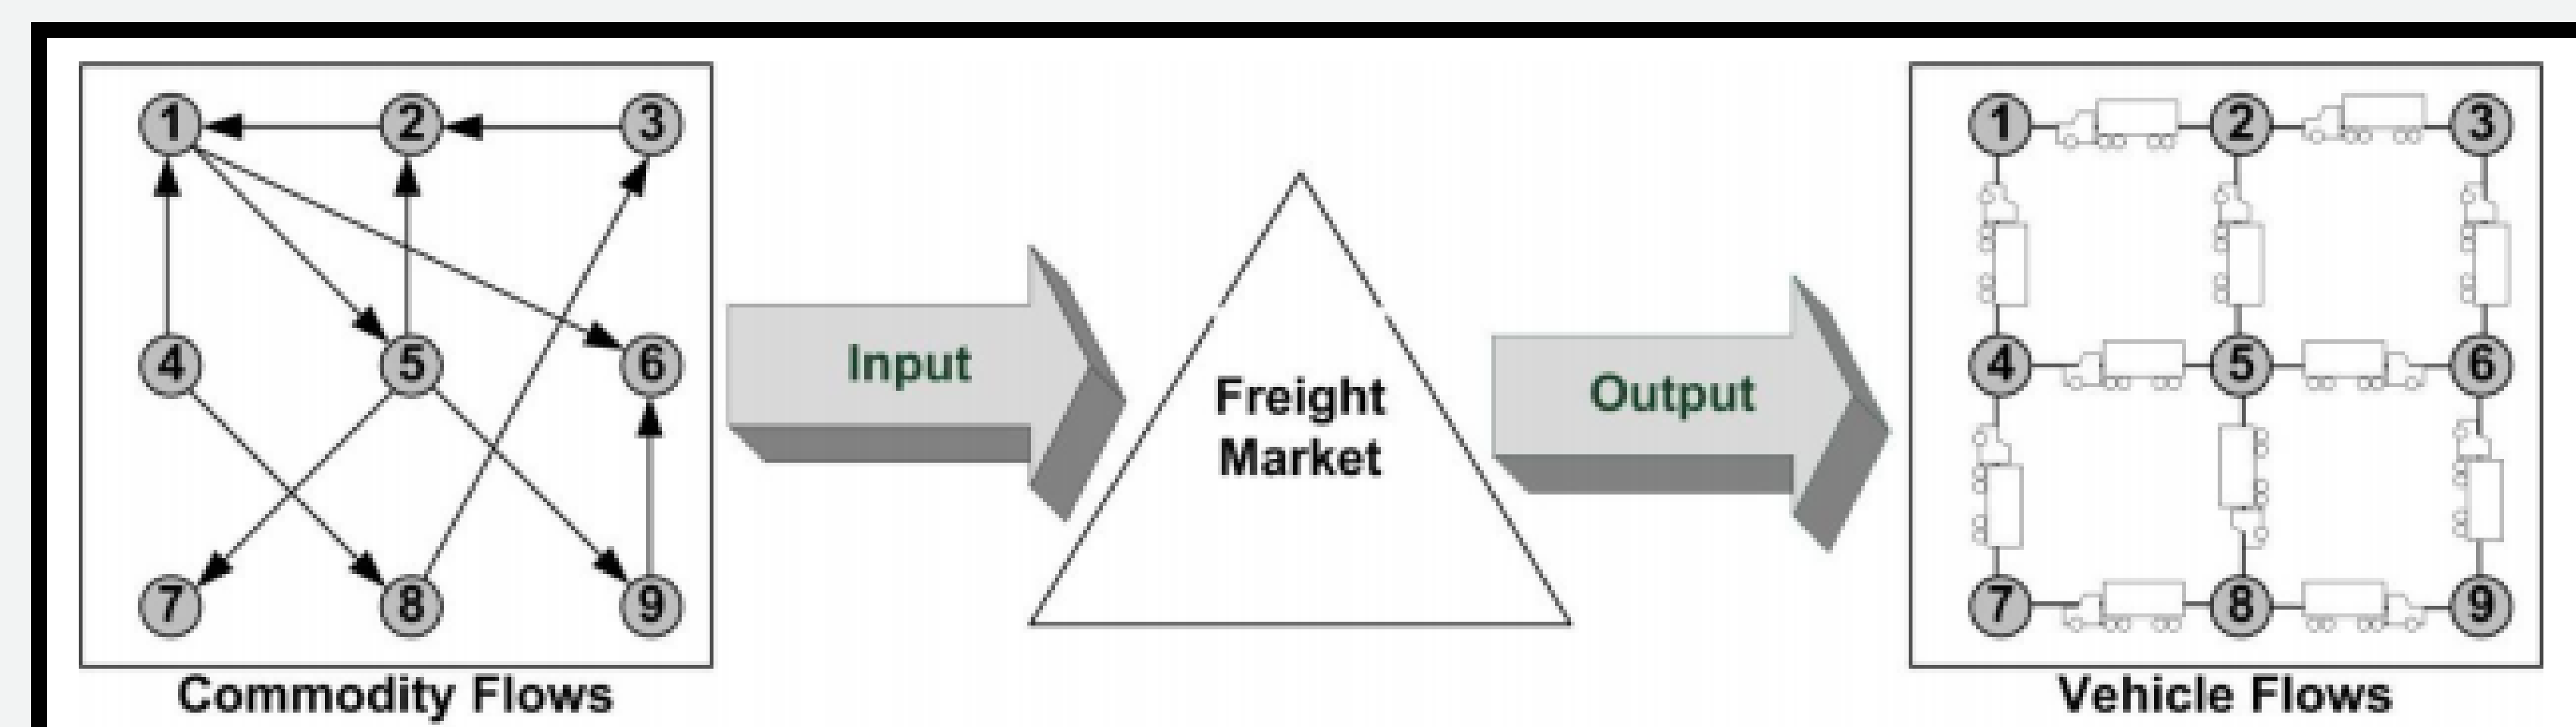 1 2 3
4 5 6
7 8 9
Commodity Flows
Input
Freight
Market
Output
1 2 3
4 5 6
7 8 9
Vehicle Flows